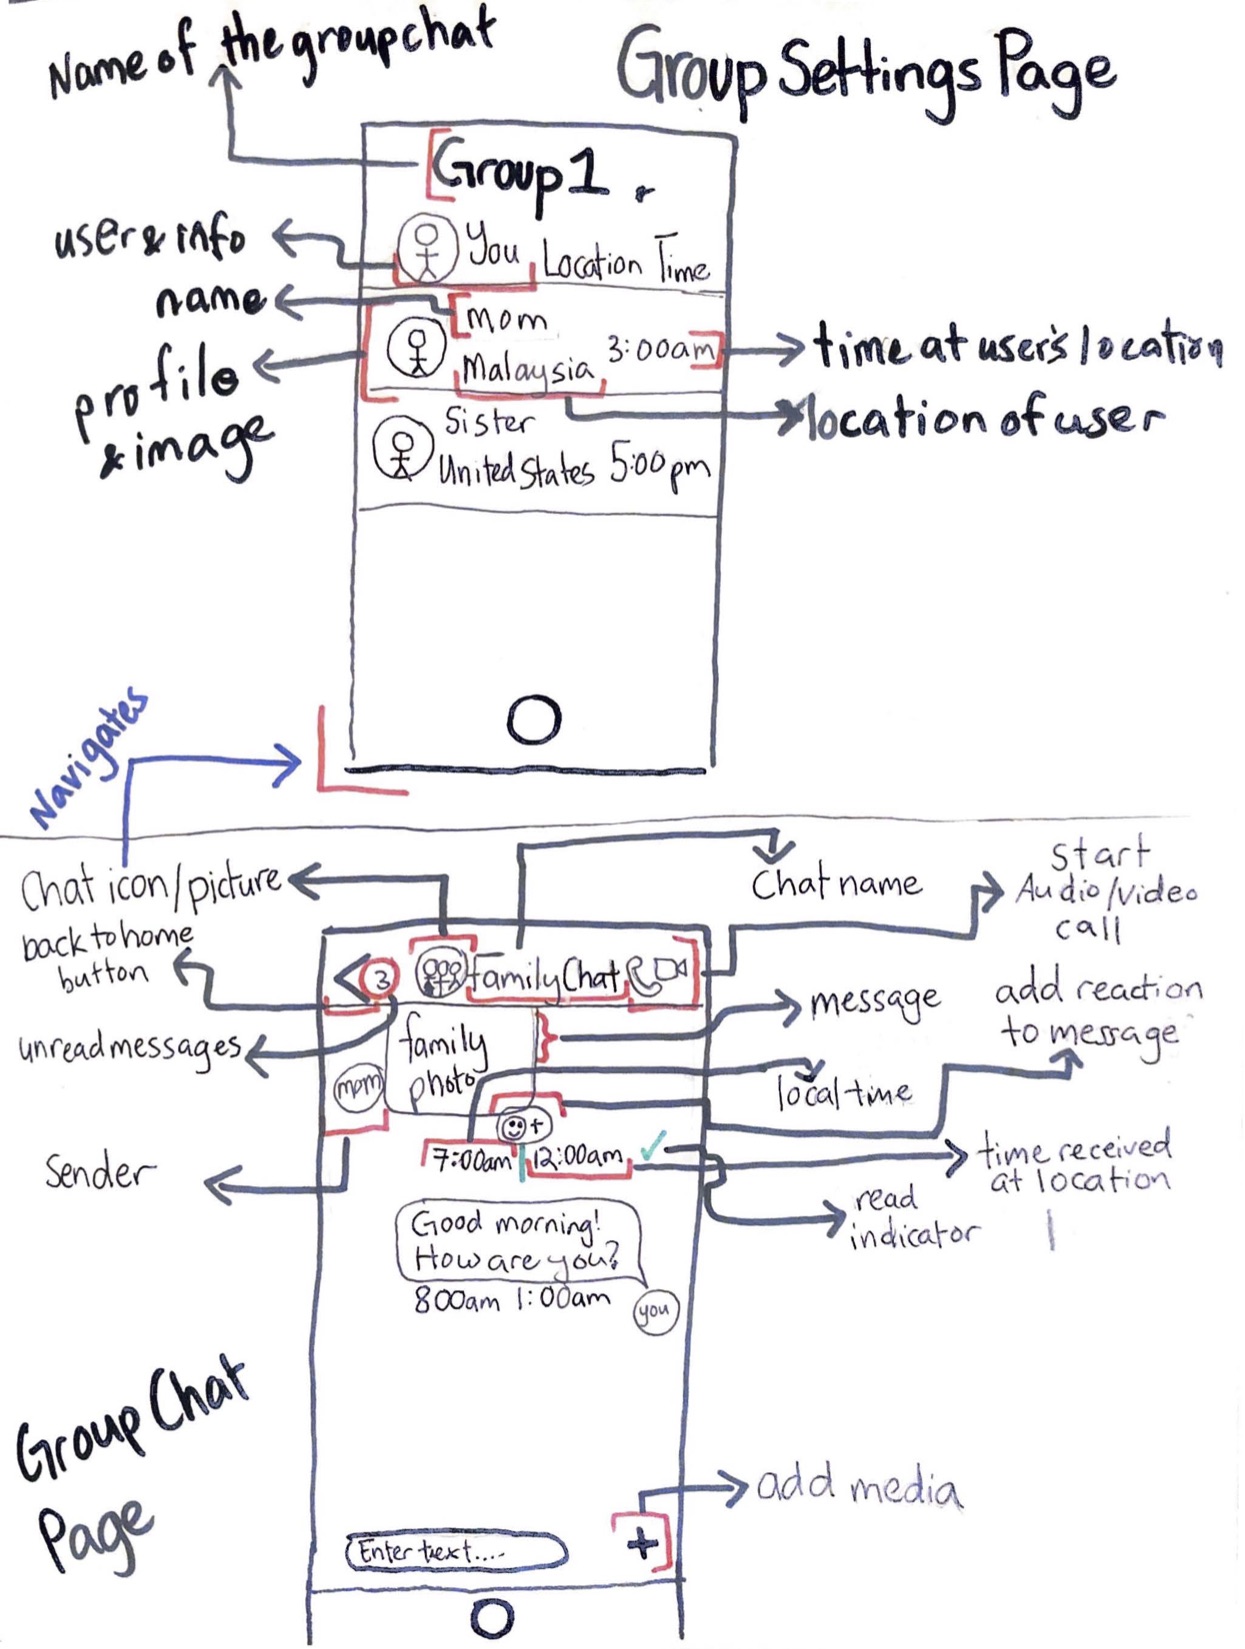 Name of the groupchat
Group Settings Page
Group 1
user & info
You Location Time
name
mom
3:00am
Malaysia
time at user's location
profile
& image
location of user
Sister
United States 5:00pm
Navigates
Chat icon/picture
Chat name
start
Audio/video
call
back to home
button
3
Family Chat
message
add reaction
to message
unread messages
family
photo
mom
local time
+
7:00am 12:00am
time received
at location
Sender
read
indicator
Good morning!
How are you?
800am 1:00am
you
Group Chat
Page
add media
Enter text....
+